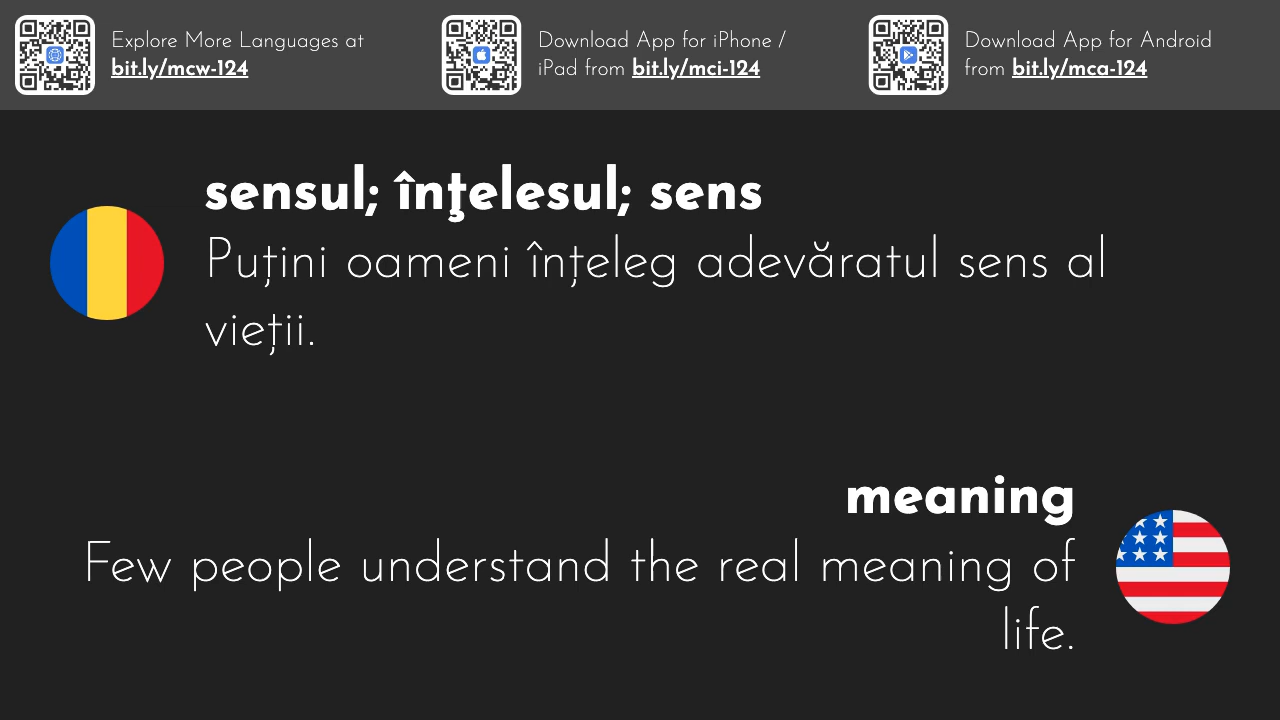 Explore More Languages at
bit.ly/mcw-124
Download App for iPhone /
iPad from bit.ly/mci-124
Download App for Android
from bit.ly/mca-124
sensul; înţelesul; sens
Puțini oameni înțeleg adevăratul sens al
vieții.
meaning
Few people understand the real meaning of
life.